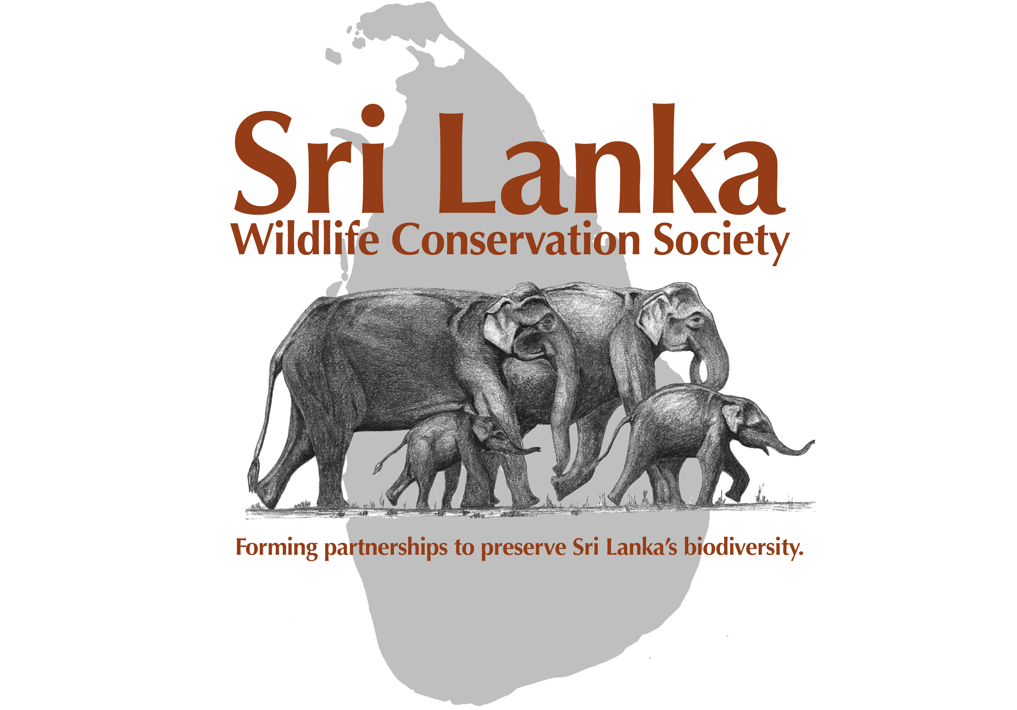 Sri Lanka
Wildlife Conservation Society
Forming partnerships to preserve Sri Lanka’s biodiversity.